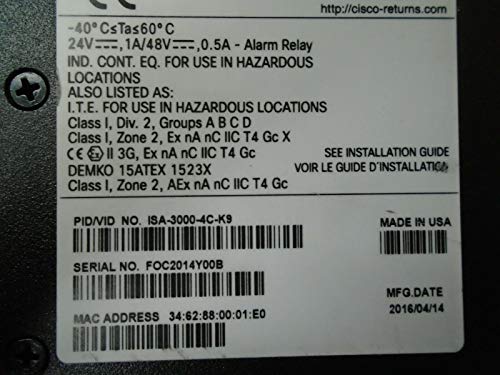 http://cisco-returns.com
-40°C≤Ta≤60°C
24V⎓,1A/48V⎓,0.5A - Alarm Relay
IND. CONT. EQ. FOR USE IN HAZARDOUS
LOCATIONS
ALSO LISTED AS:
I.T.E. FOR USE IN HAZARDOUS LOCATIONS
Class I, Div. 2, Groups A B C D
Class I, Zone 2, Ex nA nC IIC T4 Gc X
CE Ex II 3G, Ex nA nC IIC T4 Gc
DEMKO 15ATEX 1523X
Class I, Zone 2, AEx nA nC IIC T4 Gc
SEE INSTALLATION GUIDE
VOIR LE GUIDE D'INSTALLATION
PID/VID NO. ISA-3000-4C-K9
MADE IN USA
SERIAL NO. FOC2014Y00B
MFG.DATE
2016/04/14
MAC ADDRESS 34:62:88:00:01:E0